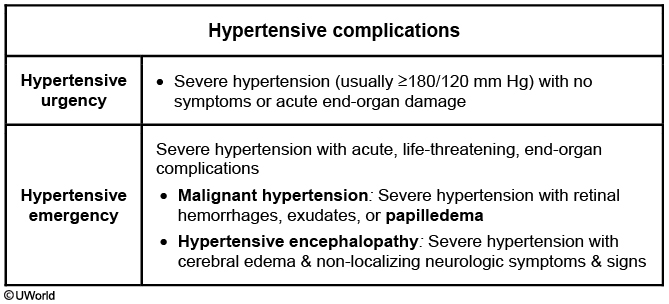 Hypertensive complications
Hypertensive
urgency
• Severe hypertension (usually ≥180/120 mm Hg) with no
symptoms or acute end-organ damage
Hypertensive
emergency
Severe hypertension with acute, life-threatening, end-organ
complications
• Malignant hypertension: Severe hypertension with retinal
hemorrhages, exudates, or papilledema
• Hypertensive encephalopathy: Severe hypertension with
cerebral edema & non-localizing neurologic symptoms & signs
©UWorld